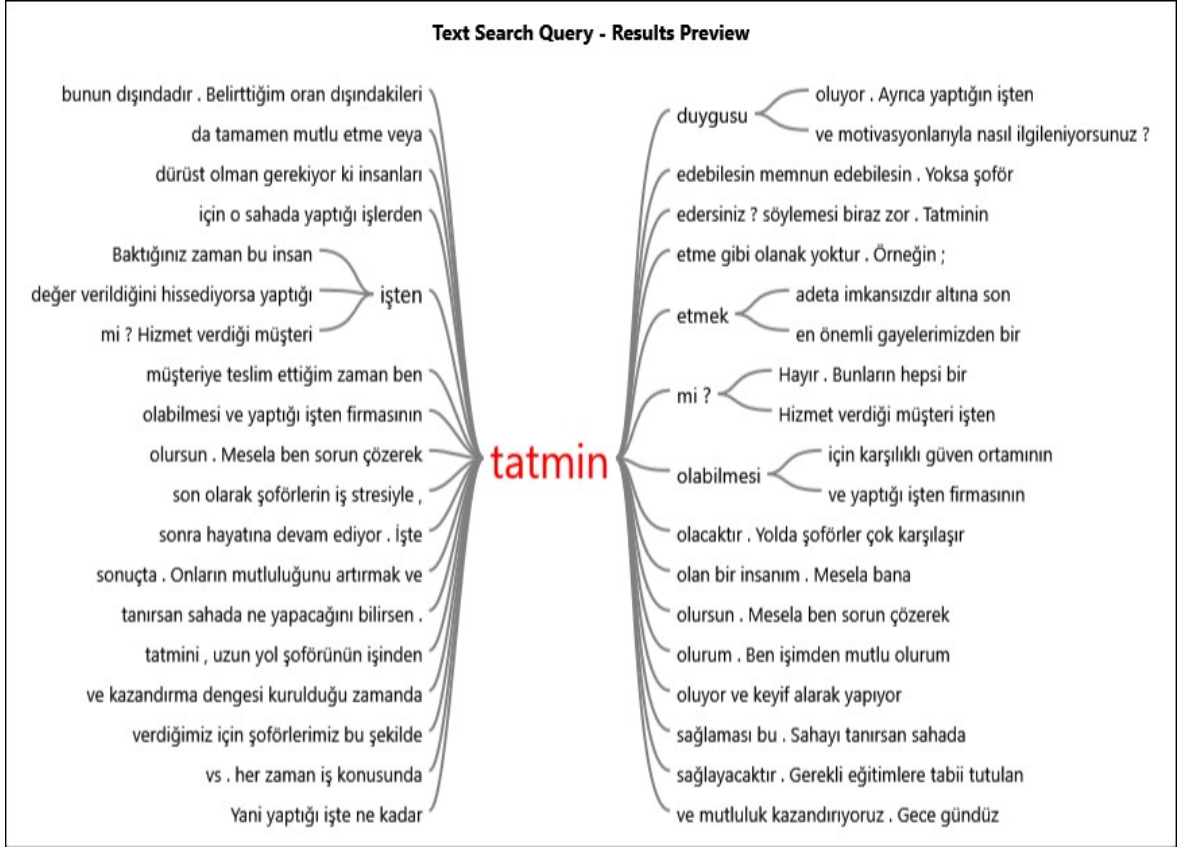 Text Search Query - Results Preview
bunun dışındadır . Belirttiğim oran dışındakileri
da tamamen mutlu etme veya
dürüst olman gerekiyor ki insanları
için o sahada yaptığı işlerden
Baktığınız zaman bu insan
değer verildiğini hissediyorsa yaptığı
mi ? Hizmet verdiği müşteri
işten
müşteriye teslim ettiğim zaman ben
olabilmesi ve yaptığı işten firmasının
olursun . Mesela ben sorun çözerek
son olarak şoförlerin iş stresiyle ,
sonra hayatına devam ediyor . İşte
sonuçta . Onların mutluluğunu artırmak ve
tanırsan sahada ne yapacağını bilirsen .
tatmini , uzun yol şoförünün işinden
ve kazandırma dengesi kurulduğu zamanda
verdiğimiz için şoförlerimiz bu şekilde
vs . her zaman iş konusunda
Yani yaptığı işte ne kadar
tatmin
duygusu
oluyor . Ayrıca yaptığın işten
ve motivasyonlarıyla nasıl ilgileniyorsunuz ?
edebilesin memnun edebilesin . Yoksa şoför
edersiniz ? söylemesi biraz zor . Tatminin
etme gibi olanak yoktur . Örneğin ;
etmek
adeta imkansızdır altına son
en önemli gayelerimizden bir
mi ?
Hayır . Bunların hepsi bir
Hizmet verdiği müşteri işten
olabilmesi
için karşılıklı güven ortamının
ve yaptığı işten firmasının
olacaktır . Yolda şoförler çok karşılaşır
olan bir insanım . Mesela bana
olursun . Mesela ben sorun çözerek
olurum . Ben işimden mutlu olurum
oluyor ve keyif alarak yapıyor
sağlaması bu . Sahayı tanırsan sahada
sağlayacaktır . Gerekli eğitimlere tabii tutulan
ve mutluluk kazandırıyoruz . Gece gündüz